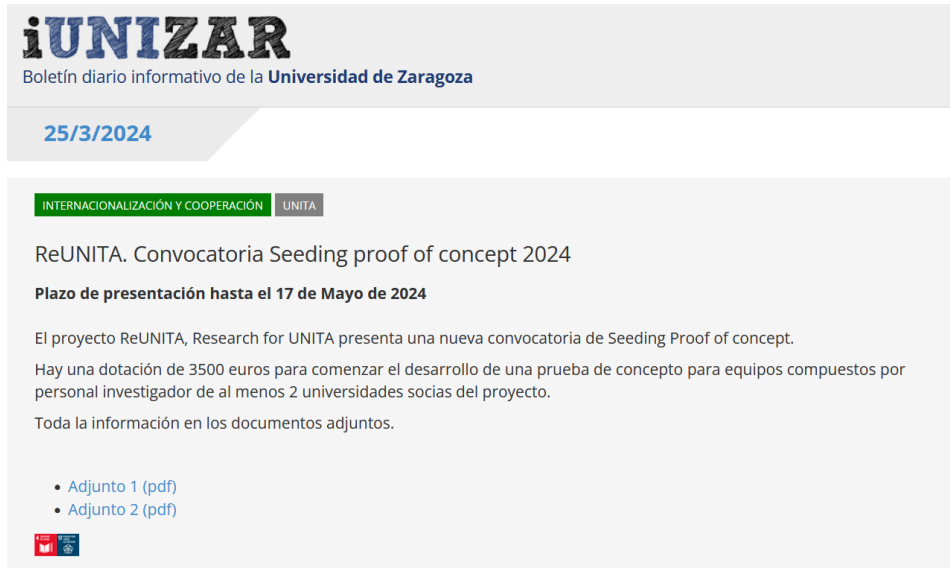 iUNIZAR
Boletín diario informativo de la Universidad de Zaragoza
25/3/2024
INTERNACIONALIZACIÓN Y COOPERACIÓN UNITA
ReUNITA. Convocatoria Seeding proof of concept 2024
Plazo de presentación hasta el 17 de Mayo de 2024
El proyecto ReUNITA, Research for UNITA presenta una nueva convocatoria de Seeding Proof of concept.
Hay una dotación de 3500 euros para comenzar el desarrollo de una prueba de concepto para equipos compuestos por
personal investigador de al menos 2 universidades socias del proyecto.
Toda la información en los documentos adjuntos.
Adjunto 1 (pdf)
Adjunto 2 (pdf)